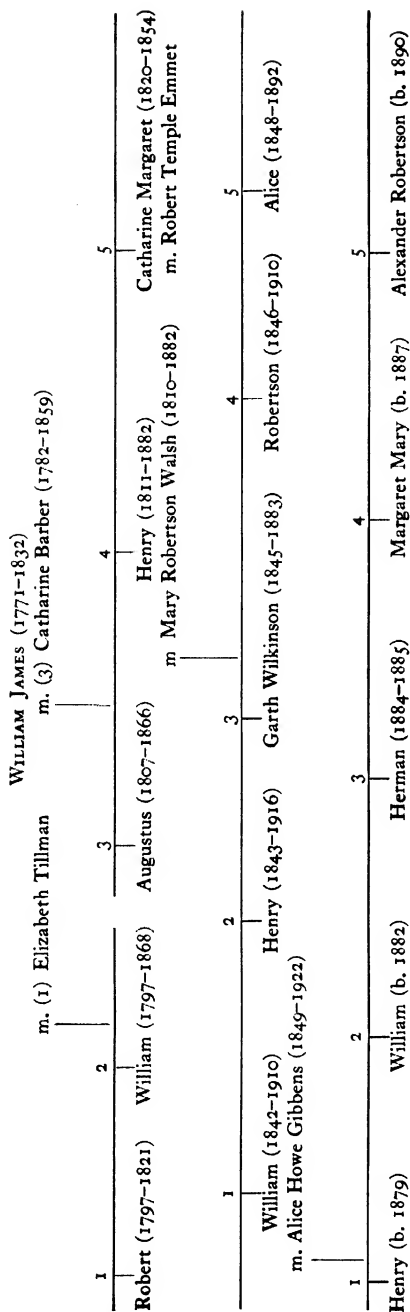 WILLIAM JAMES (1771–1832)
m. (1) Elizabeth Tillman
m. (3) Catharine Barber (1782–1859)
1 2 3 4 5
Robert (1797–1821) William (1797–1868) Augustus (1807–1866) Henry (1811–1882) Catharine Margaret (1820–1854)
m Mary Robertson Walsh (1810–1882) m. Robert Temple Emmet
1 2 3 4 5
William (1842–1910) Henry (1843–1916) Garth Wilkinson (1845–1883) Robertson (1846–1910) Alice (1848–1892)
m. Alice Howe Gibbens (1849–1922)
1 2 3 4 5
Henry (b. 1879) William (b. 1882) Herman (1884–1885) Margaret Mary (b. 1887) Alexander Robertson (b. 1890)